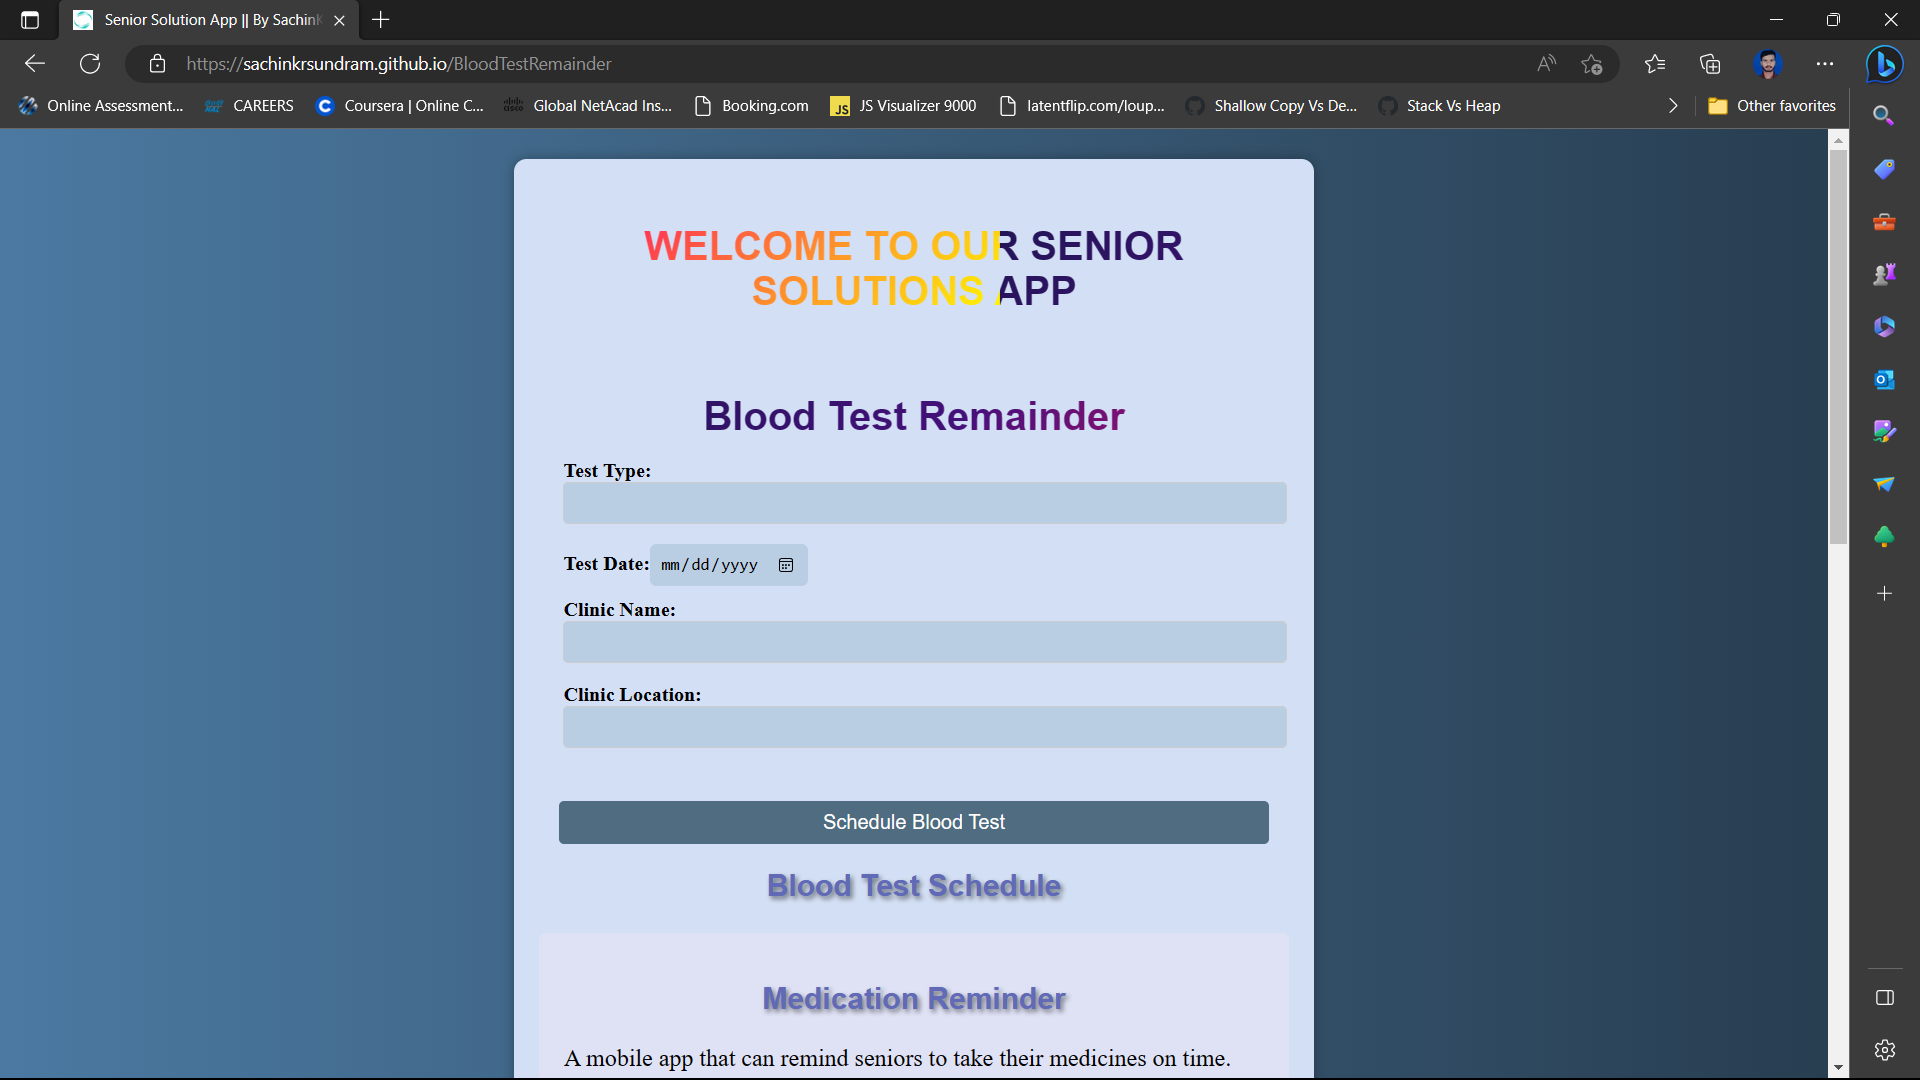 Senior Solution App || By SachinK
https://sachinkrsundram.github.io/BloodTestRemainder
Online Assessment... CAREERS Coursera | Online C... Global NetAcad Ins... Booking.com JS Visualizer 9000 latentflip.com/loup... Shallow Copy Vs De... Stack Vs Heap Other favorites
WELCOME TO OUR SENIOR
SOLUTIONS APP
Blood Test Remainder
Test Type:
Test Date: mm/dd/yyyy
Clinic Name:
Clinic Location:
Schedule Blood Test
Blood Test Schedule
Medication Reminder
A mobile app that can remind seniors to take their medicines on time.